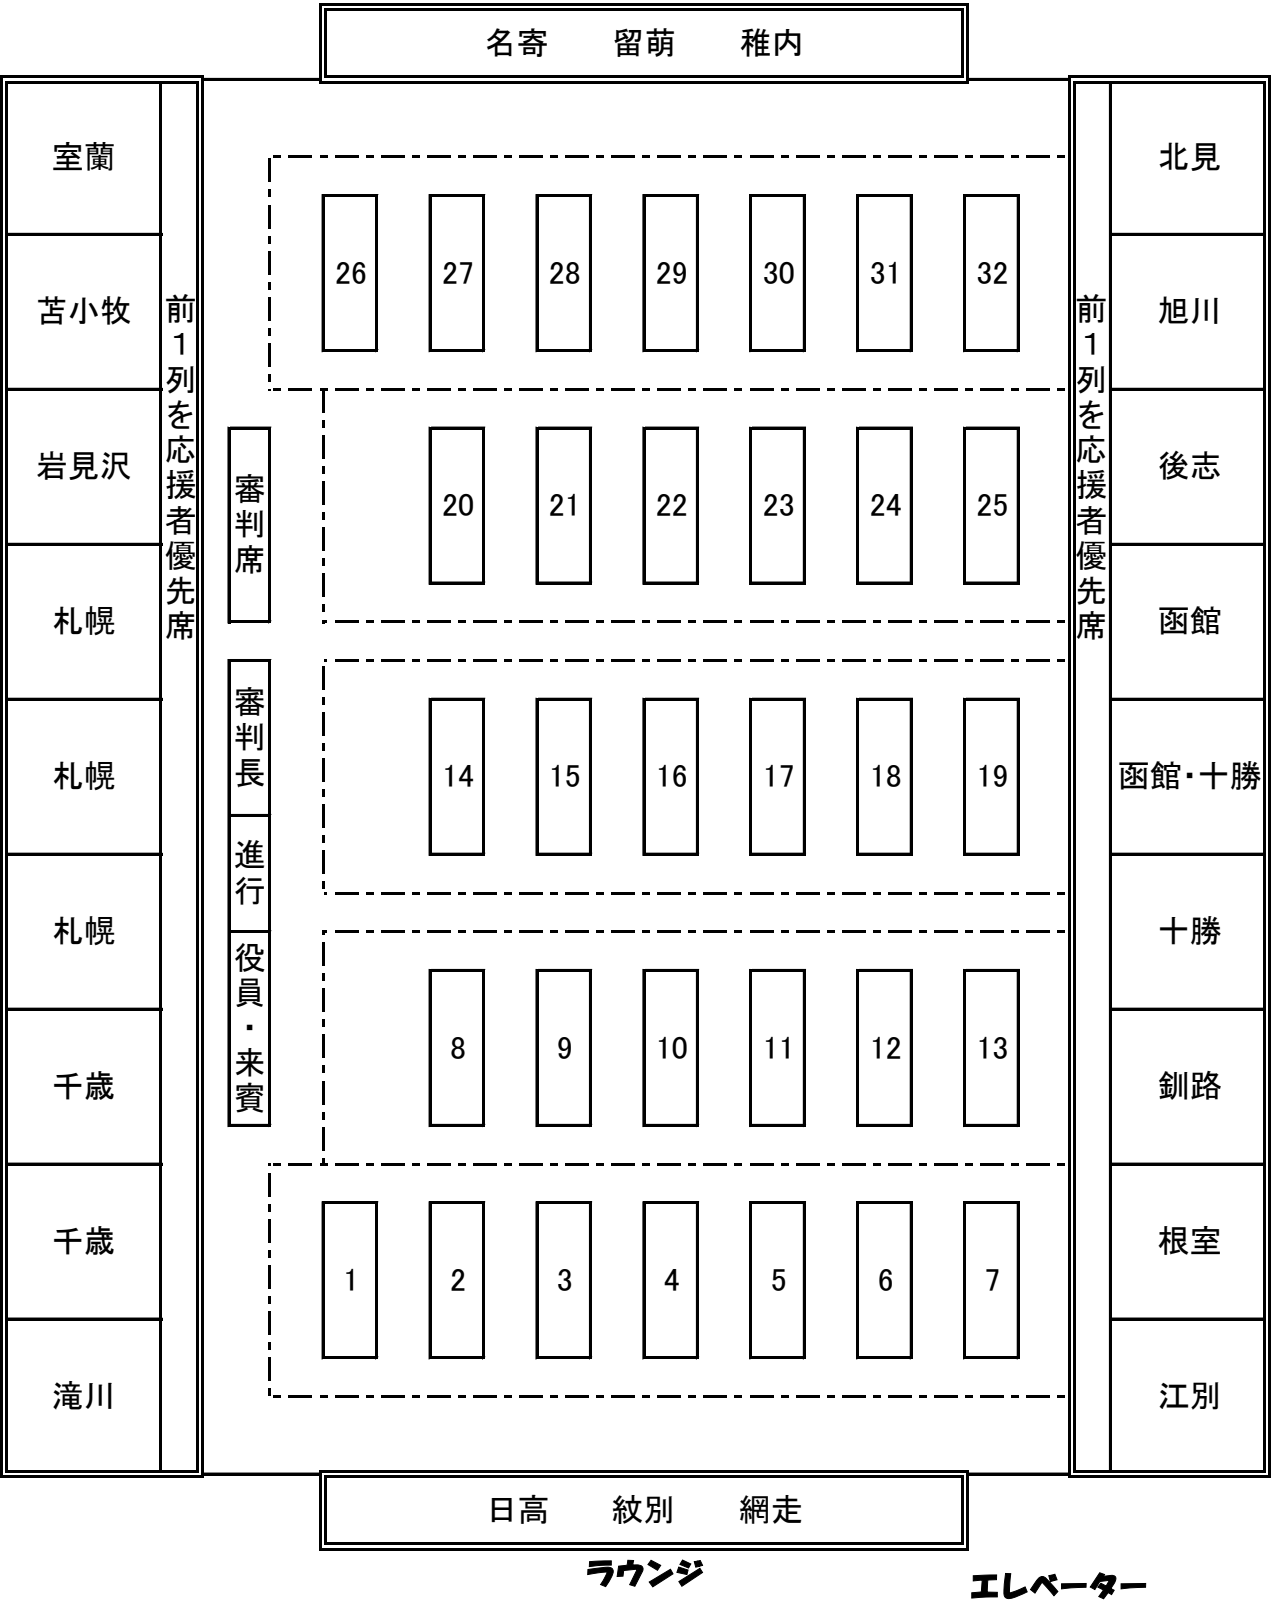 名寄　　留萌　　稚内
室蘭
苫小牧
岩見沢
札幌
札幌
札幌
千歳
千歳
滝川
前１列を応援者優先席
審判席
審判長
進行
役員・来賓
26 27 28 29 30 31 32
20 21 22 23 24 25
14 15 16 17 18 19
8 9 10 11 12 13
1 2 3 4 5 6 7
前１列を応援者優先席
北見
旭川
後志
函館
函館・十勝
十勝
釧路
根室
江別
日高　　紋別　　網走
ラウンジ
エレベーター